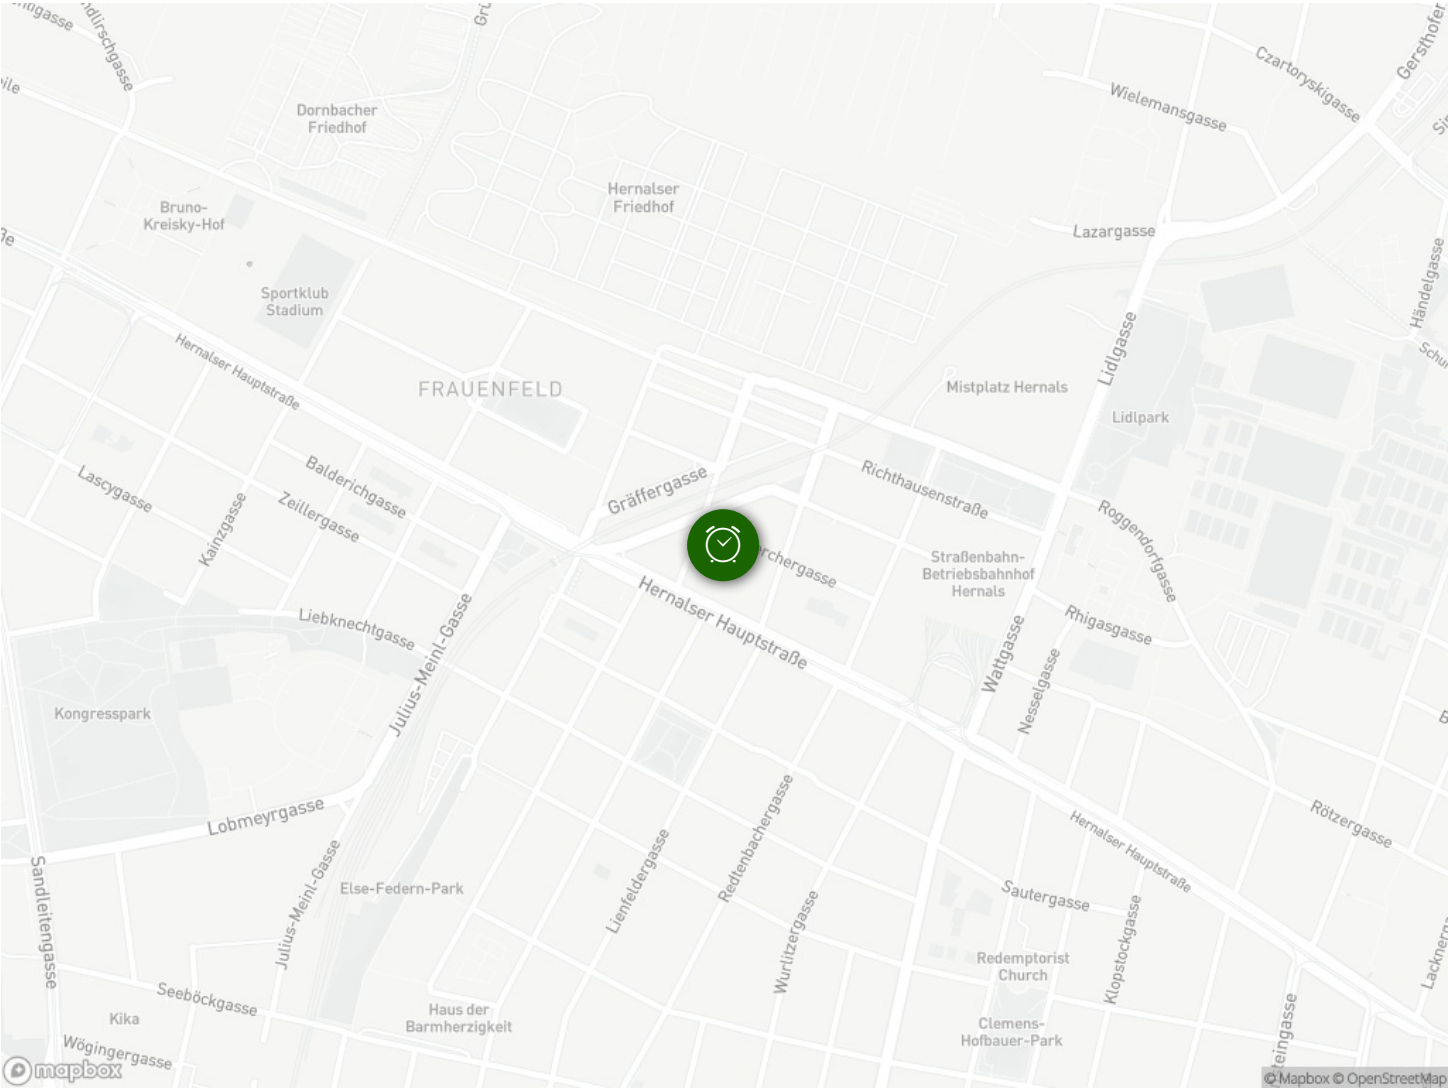 Czartoryskigasse
Gersthofer
Wielemansgasse
Dornbacher
Friedhof
Hernalser
Friedhof
Bruno-
Kreisky-Hof
Lazargasse
Händelgasse
Sportklub
Stadium
Hernalser Hauptstraße
FRAUENFELD
Mistplatz Hernals
Lidlgasse
Lidlpark
Lascygasse
Balderichgasse
Zeillergasse
Kainzgasse
Gräffergasse
Richthausenstraße
Roggendorfgasse
Straßenbahn-
Betriebsbahnhof
Hernals
Hernalser Hauptstraße
Liebknechtgasse
Julius-Meinl-Gasse
Rhigasgasse
Wattgasse
Nesselgasse
Kongresspark
Lobmeyrgasse
Sandleitengasse
Julius-Meinl-Gasse
Else-Federn-Park
Lienfeldergasse
Redtenbachergasse
Wurlitzergasse
Hernalser Hauptstraße
Rötzergasse
Sautergasse
Klopstockgasse
Redemptorist
Church
Seeböckgasse
Haus der
Barmherzigkeit
Kika
Clemens-
Hofbauer-Park
Wögingergasse
mapbox
© Mapbox © OpenStreetMap